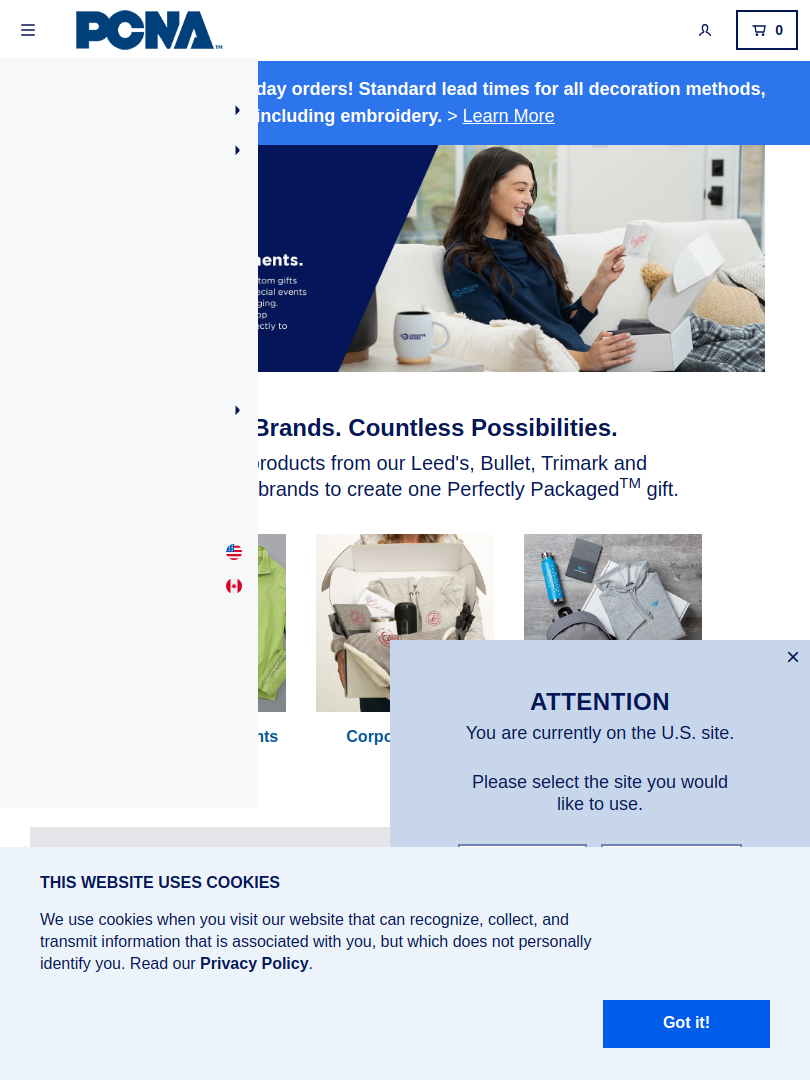 PCNA™
0
day orders! Standard lead times for all decoration methods,
including embroidery. > Learn More
ents.
tom gifts
ecial events
ging.
op
ectly to
Brands. Countless Possibilities.
products from our Leed's, Bullet, Trimark and
brands to create one Perfectly Packaged™ gift.
nts
Corpo
×
ATTENTION
You are currently on the U.S. site.
Please select the site you would
like to use.
THIS WEBSITE USES COOKIES
We use cookies when you visit our website that can recognize, collect, and
transmit information that is associated with you, but which does not personally
identify you. Read our Privacy Policy.
Got it!